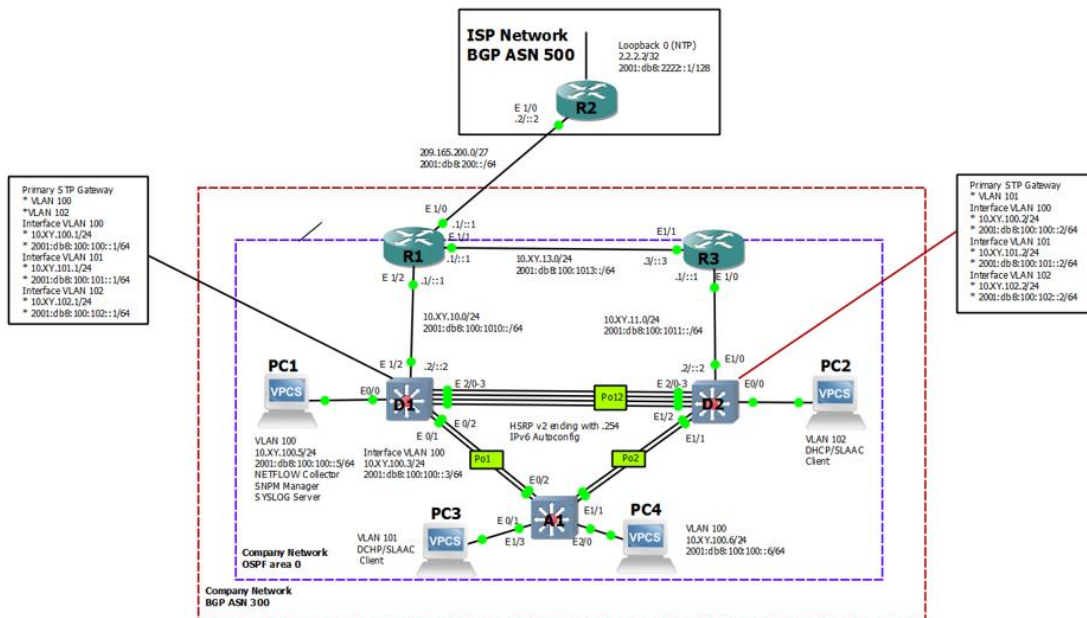 ISP Network
BGP ASN 500
Loopback 0 (NTP)
2.2.2.2/32
2001:db8:2222::1/128
R2
E 1/0
.2/::2
209.165.200.0/27
2001:db8:200::/64
Primary STP Gateway
* VLAN 100
*VLAN 102
Interface VLAN 100
* 10.XY.100.1/24
* 2001:db8:100:100::1/64
Interface VLAN 101
* 10.XY.101.1/24
* 2001:db8:100:101::1/64
Interface VLAN 102
* 10.XY.102.1/24
* 2001:db8:100:102::1/64
Primary STP Gateway
* VLAN 101
Interface VLAN 100
* 10.XY.100.2/24
* 2001:db8:100:100::2/64
Interface VLAN 101
* 10.XY.101.2/24
* 2001:db8:100:101::2/64
Interface VLAN 102
* 10.XY.102.2/24
* 2001:db8:100:102::2/64
E 1/0
.1/::1
E 1/1
.1/::1
R1
E 1/2
.1/::1
10.XY.13.0/24
2001:db8:100:1013::/64
E1/1
.3/::3
R3
.1/::1
E 1/0
10.XY.10.0/24
2001:db8:100:1010::/64
10.XY.11.0/24
2001:db8:100:1011::/64
E 1/2
.2/::2
E1/0
.2/::2
PC1
VPCS
E0/0
D1
E 2/0-3
Po12
E 2/0-3
D2
E0/0
PC2
VPCS
E 0/2
E 0/1
HSRP v2 ending with .254
IPv6 Autoconfig
E1/2
E1/1
VLAN 100
10.XY.100.5/24
2001:db8:100:100::5/64
NETFLOW Collector
SNPM Manager
SYSLOG Server
Interface VLAN 100
10.XY.100.3/24
2001:db8:100:100::3/64
Po1
Po2
VLAN 102
DHCP/SLAAC
Client
E0/2
E1/1
A1
E 0/1
E1/3
E2/0
PC3
VPCS
VLAN 101
DCHP/SLAAC
Client
PC4
VPCS
VLAN 100
10.XY.100.6/24
2001:db8:100:100::6/64
Company Network
OSPF area 0
Company Network
BGP ASN 300